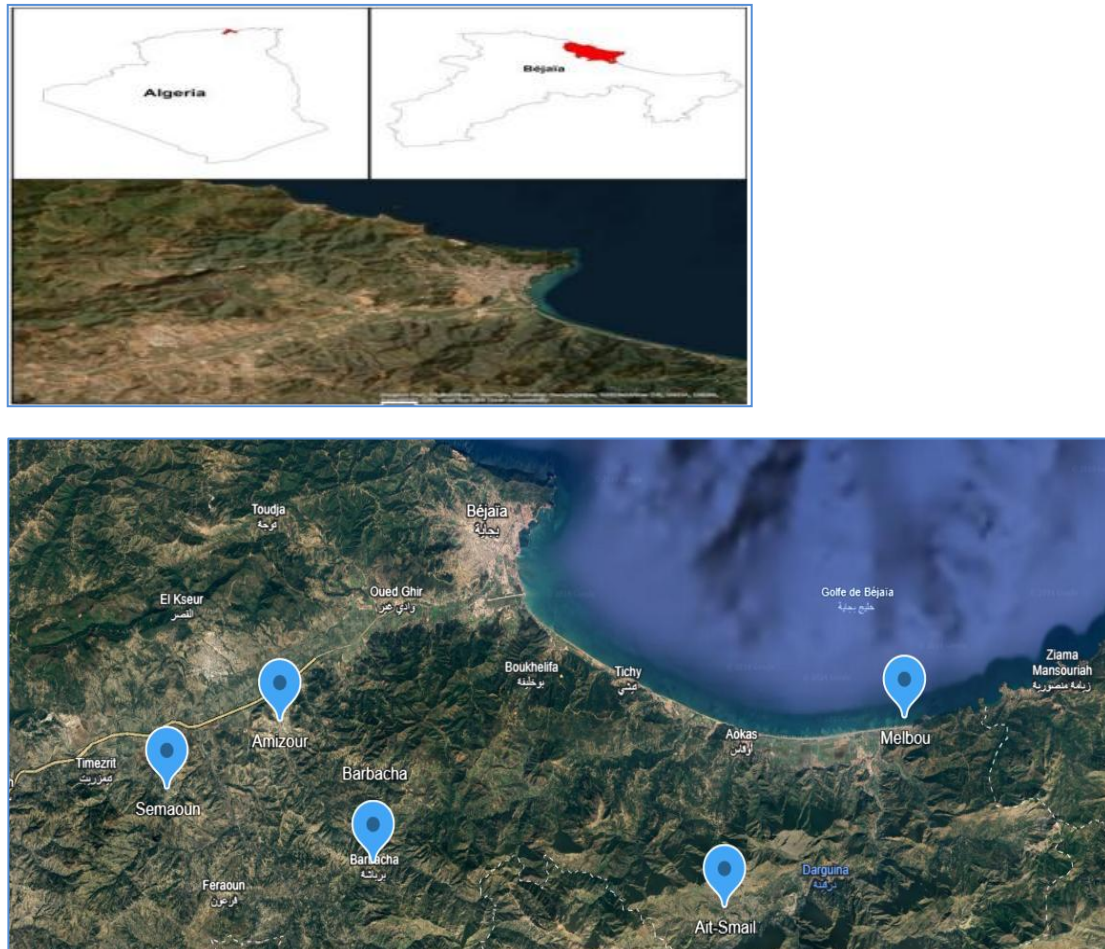 Algeria
Béjaïa
Béjaïa
بجاية
Toudja
توجة
Oued Ghir
وادي غير
El Kseur
القصر
Golfe de Béjaïa
خليج بجاية
Boukhelifa
بوخليفة
Tichy
تيشي
Ziama
Mansouriah
زيامة منصورية
Amizour
Aokas
أوقاس
Melbou
Timezrit
تيمزريت
Semaoun
Barbacha
Barbacha
برباشة
Feraoun
فرعون
Darguina
درقينة
Ait-Smail